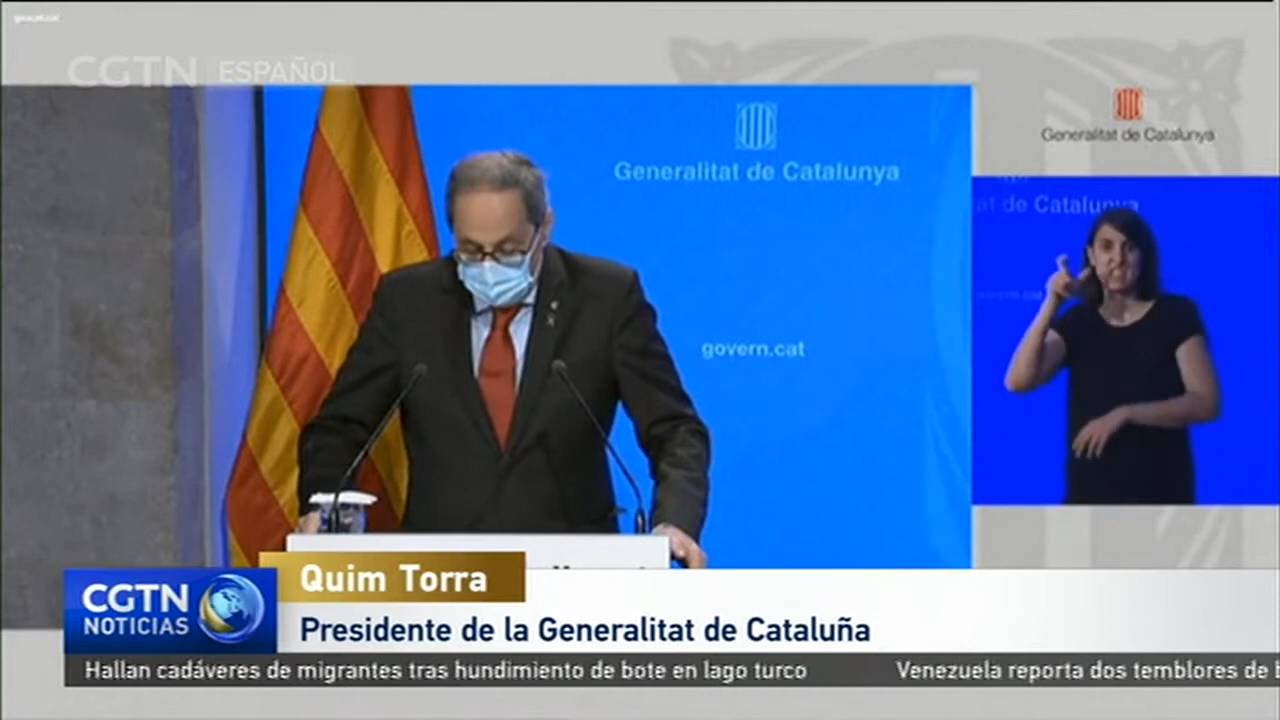 govern.cat
CGTN ESPAÑOL
Generalitat de Catalunya
Generalitat de Catalunya
at de Catalunya
govern.cat
Quim Torra
CGTN
NOTICIAS
Presidente de la Generalitat de Cataluña
Hallan cadáveres de migrantes tras hundimiento de bote en lago turco
Venezuela reporta dos temblores de